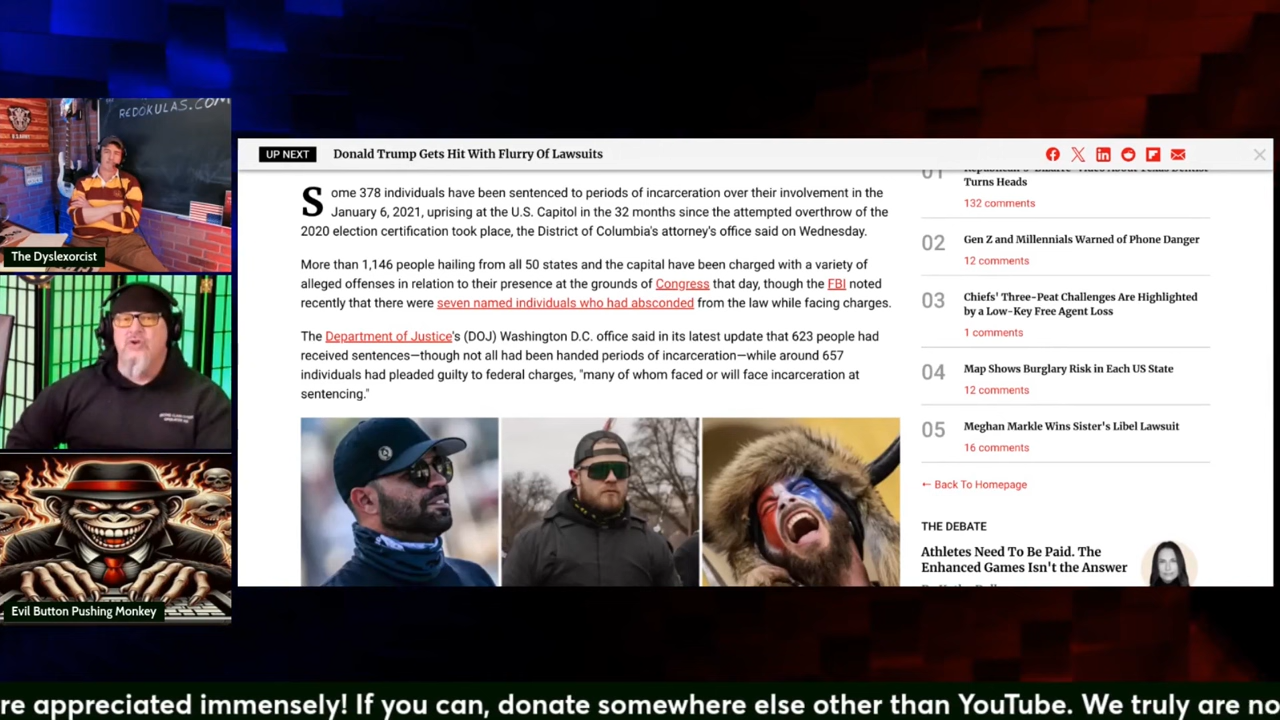 REDOKULAS.COM
The Dyslexorcist
Evil Button Pushing Monkey
UP NEXT
Donald Trump Gets Hit With Flurry Of Lawsuits
Some 378 individuals have been sentenced to periods of incarceration over their involvement in the
January 6, 2021, uprising at the U.S. Capitol in the 32 months since the attempted overthrow of the
2020 election certification took place, the District of Columbia's attorney's office said on Wednesday.
More than 1,146 people hailing from all 50 states and the capital have been charged with a variety of
alleged offenses in relation to their presence at the grounds of Congress that day, though the FBI noted
recently that there were seven named individuals who had absconded from the law while facing charges.
The Department of Justice's (DOJ) Washington D.C. office said in its latest update that 623 people had
received sentences—though not all had been handed periods of incarceration—while around 657
individuals had pleaded guilty to federal charges, "many of whom faced or will face incarceration at
sentencing."
01
Republican's 'Bizarre' Video About Texas Dentist
Turns Heads
132 comments
02
Gen Z and Millennials Warned of Phone Danger
12 comments
03
Chiefs' Three-Peat Challenges Are Highlighted
by a Low-Key Free Agent Loss
1 comments
04
Map Shows Burglary Risk in Each US State
12 comments
05
Meghan Markle Wins Sister's Libel Lawsuit
16 comments
← Back To Homepage
THE DEBATE
Athletes Need To Be Paid. The
Enhanced Games Isn't the Answer
re appreciated immensely! If you can, donate somewhere else other than YouTube. We truly are no